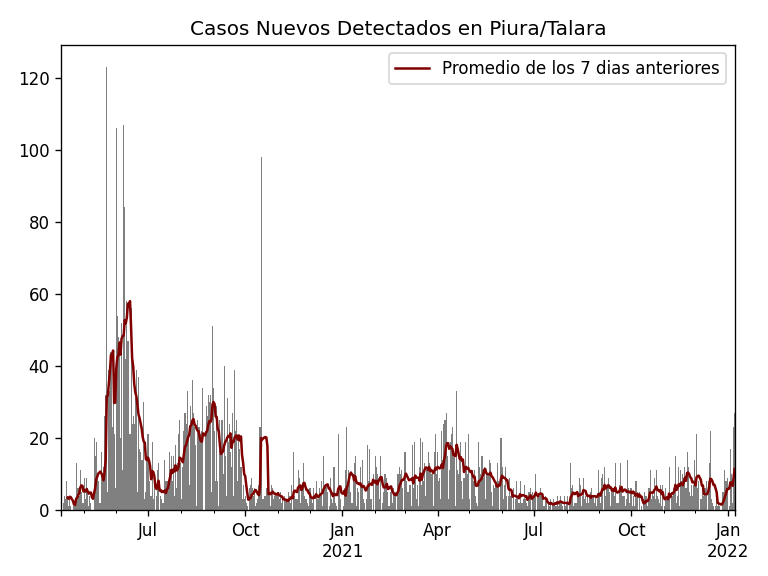 Casos Nuevos Detectados en Piura/Talara
Promedio de los 7 dias anteriores
120
100
80
60
40
20
0
Jul
Oct
Jan
2021
Apr
Jul
Oct
Jan
2022